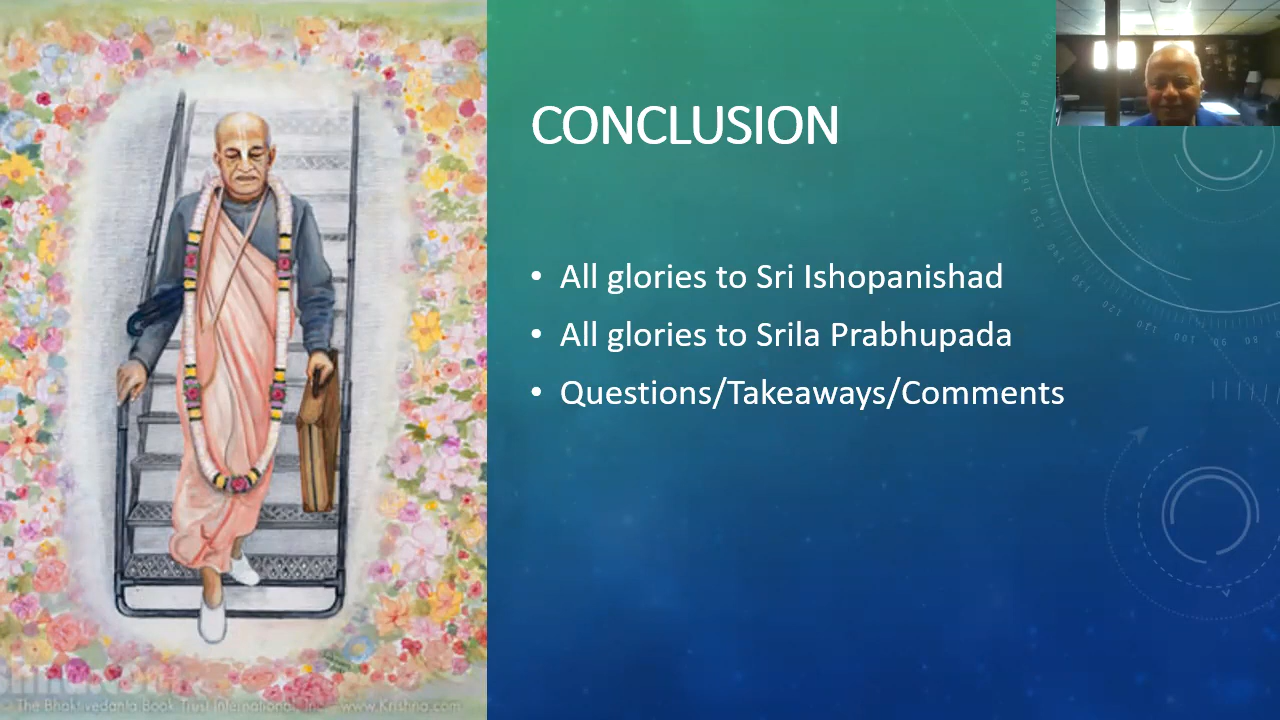 CONCLUSION
• All glories to Sri Ishopanishad
• All glories to Srila Prabhupada
• Questions/Takeaways/Comments
© The Bhaktivedanta Book Trust International, Inc. www.Krishna.com